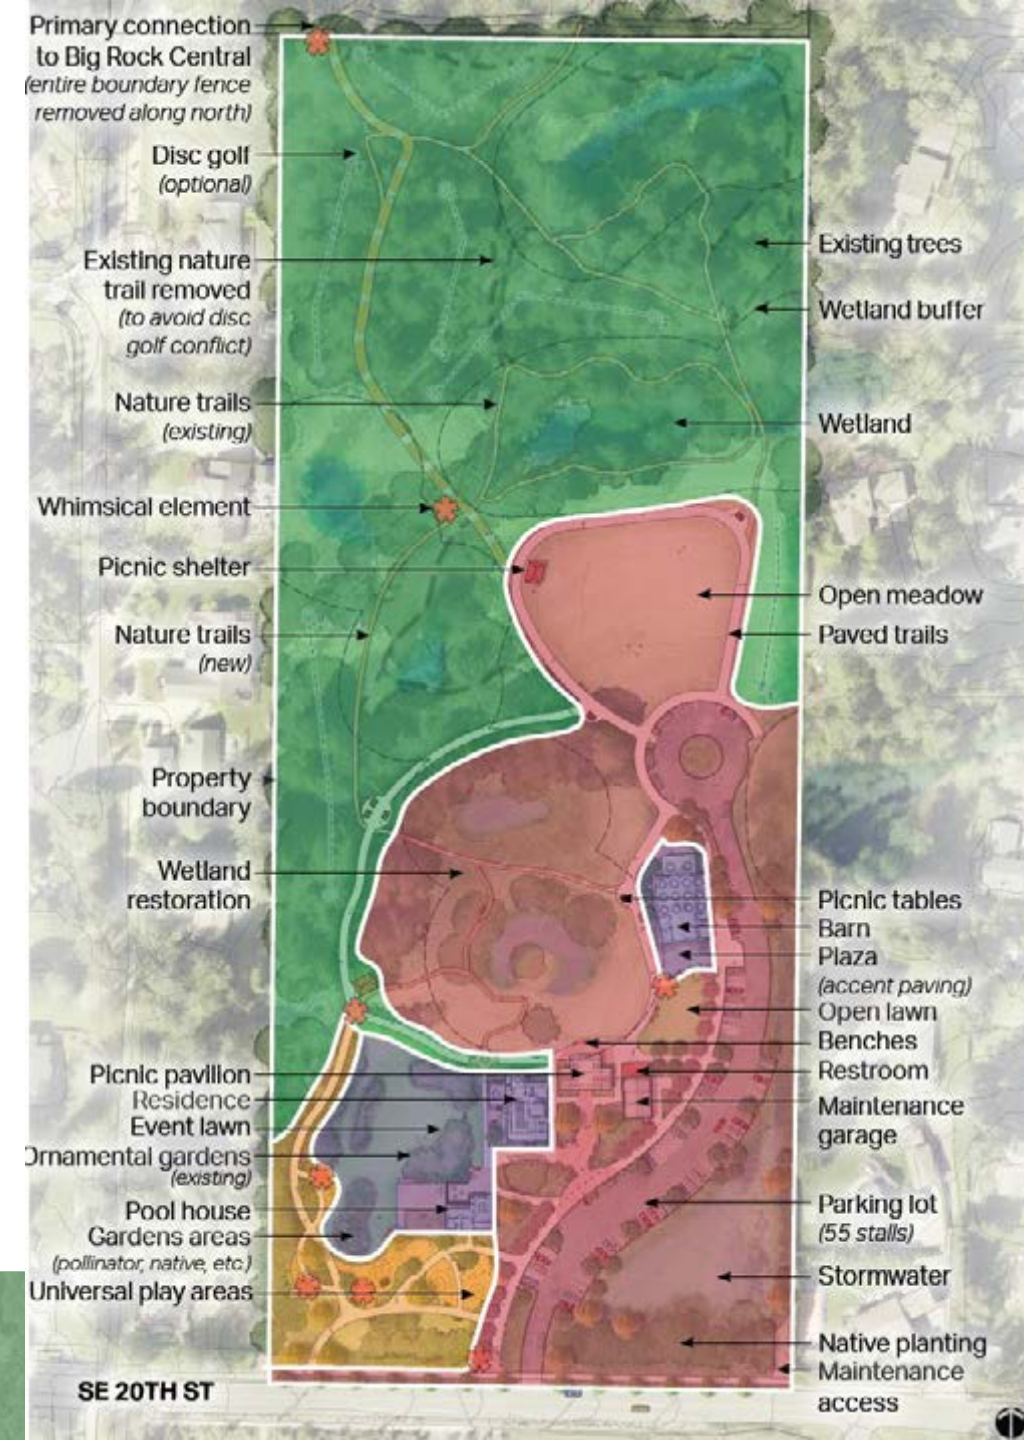 Primary connection
to Big Rock Central
(entire boundary fence
removed along north)
Disc golf
(optional)
Existing nature
trail removed
(to avoid disc
golf conflict)
Nature trails
(existing)
Whimsical element
Picnic shelter
Nature trails
(new)
Property
boundary
Wetland
restoration
Picnic pavilion
Residence
Event lawn
Ornamental gardens
(existing)
Pool house
Gardens areas
(pollinator, native, etc)
Universal play areas
SE 20TH ST
Existing trees
Wetland buffer
Wetland
Open meadow
Paved trails
Picnic tables
Barn
Plaza
(accent paving)
Open lawn
Benches
Restroom
Maintenance
garage
Parking lot
(55 stalls)
Stormwater
Native planting
Maintenance
access